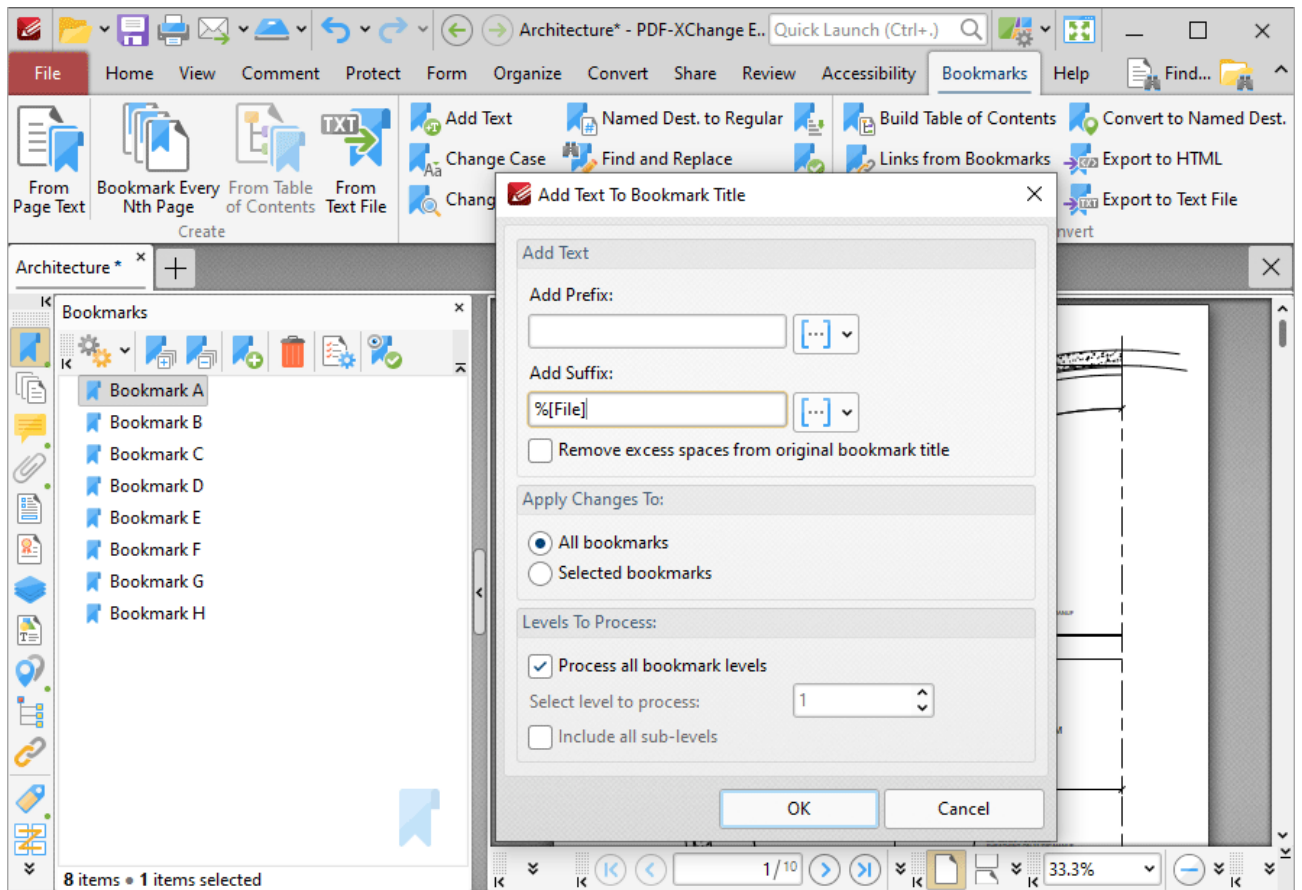 Architecture* - PDF-XChange E..
Quick Launch (Ctrl+.)
File Home View Comment Protect Form Organize Convert Share Review Accessibility Bookmarks Help Find...
From Page Text
Bookmark Every Nth Page
From Table of Contents
TXT
From Text File
Create
Add Text
Change Case
Chang
Named Dest. to Regular
Find and Replace
Build Table of Contents
Links from Bookmarks
Convert to Named Dest.
Export to HTML
Export to Text File
nvert
Architecture *
Bookmarks
Bookmark A
Bookmark B
Bookmark C
Bookmark D
Bookmark E
Bookmark F
Bookmark G
Bookmark H
8 items • 1 items selected
Add Text To Bookmark Title
Add Text
Add Prefix:
Add Suffix:
%[File]
Remove excess spaces from original bookmark title
Apply Changes To:
All bookmarks
Selected bookmarks
Levels To Process:
Process all bookmark levels
Select level to process:
1
Include all sub-levels
OK
Cancel
1/10
33.3%